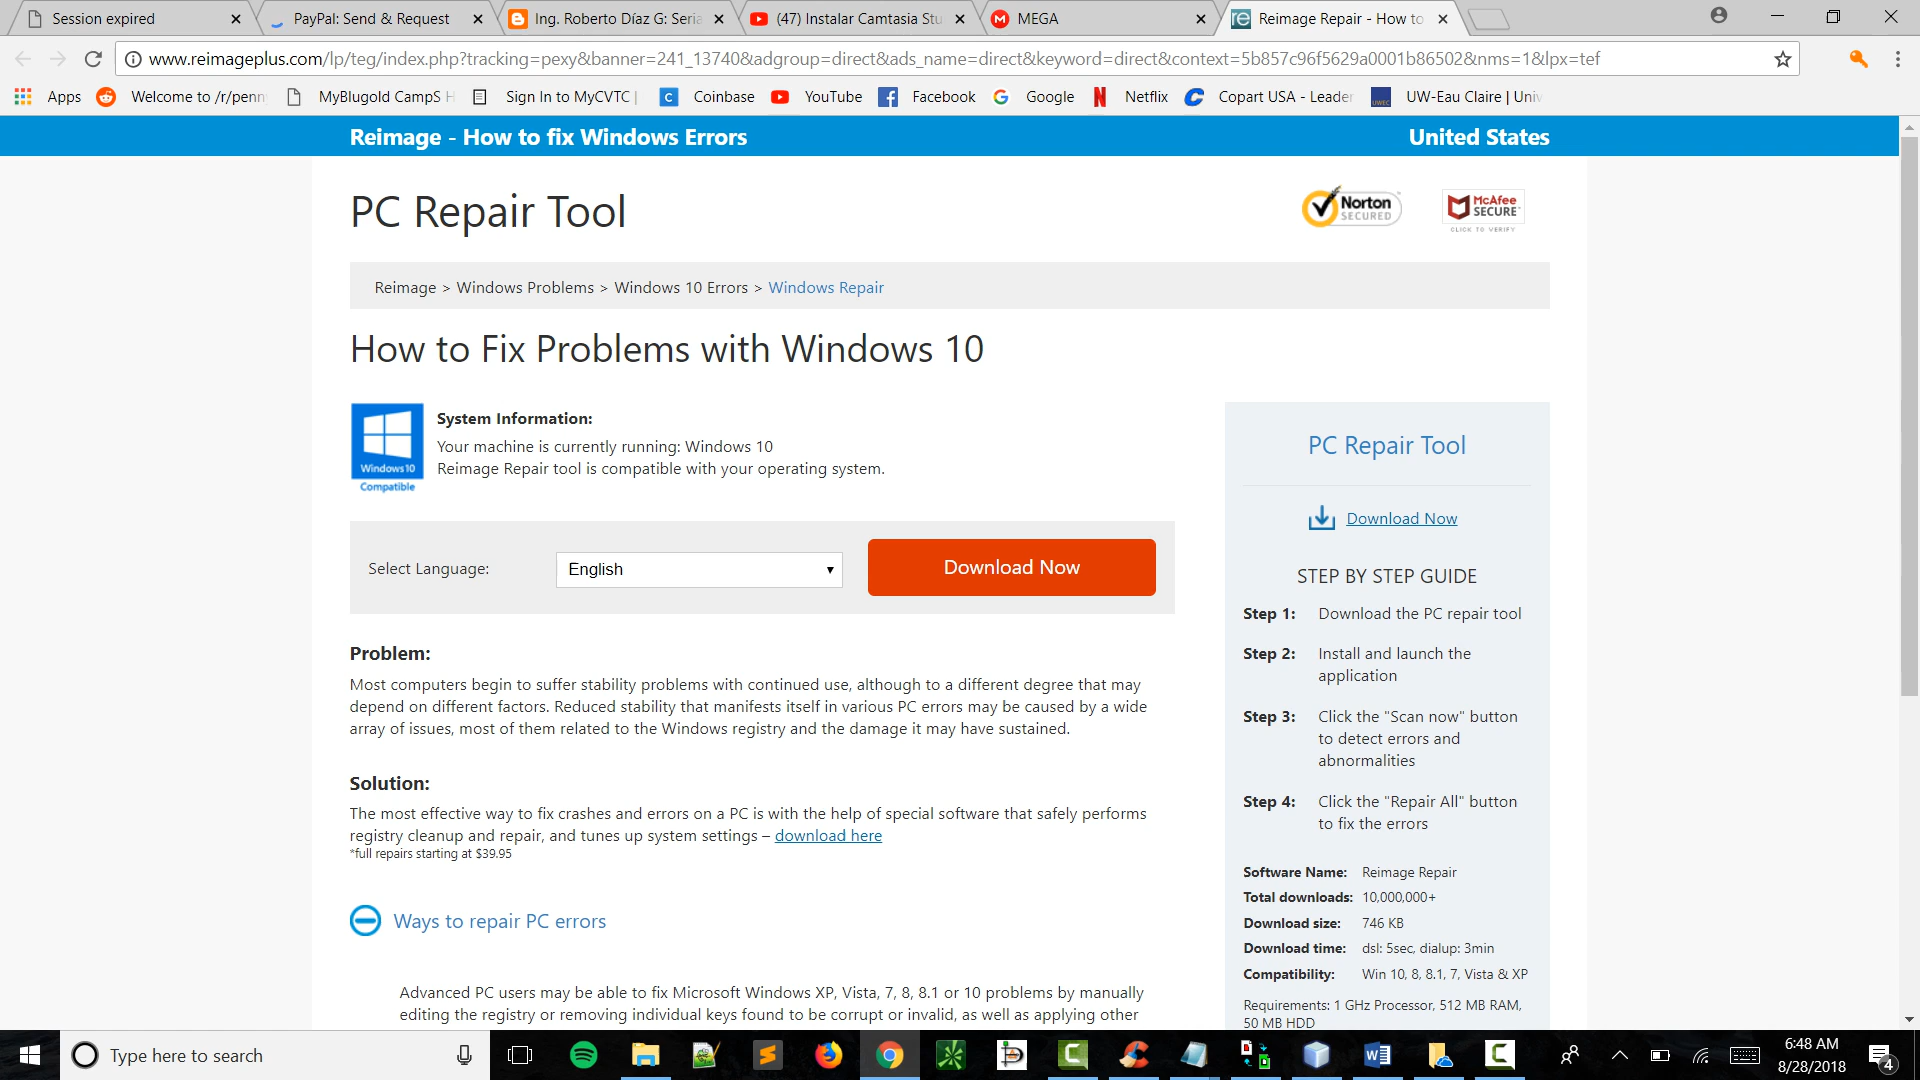 Session expired
PayPal: Send & Request
Ing. Roberto Díaz G: Seria
(47) Instalar Camtasia Stu
MEGA
Reimage Repair - How to
www.reimageplus.com/lp/teg/index.php?tracking=pexy&banner=241_13740&adgroup=direct&ads_name=direct&keyword=direct&context=5b857c96f5629a0001b86502&nms=1&lpx=tef
Apps
Welcome to /r/penn
MyBlugold CampS H
Sign In to MyCVTC |
Coinbase
YouTube
Facebook
Google
Netflix
Copart USA - Leader
UW-Eau Claire | Univ
Reimage - How to fix Windows Errors
United States
PC Repair Tool
Norton
SECURED
McAfee
SECURE
CLICK TO VERIFY
Reimage > Windows Problems > Windows 10 Errors > Windows Repair
How to Fix Problems with Windows 10
Windows10
Compatible
System Information:
Your machine is currently running: Windows 10
Reimage Repair tool is compatible with your operating system.
Select Language:
English
Download Now
Problem:
Most computers begin to suffer stability problems with continued use, although to a different degree that may
depend on different factors. Reduced stability that manifests itself in various PC errors may be caused by a wide
array of issues, most of them related to the Windows registry and the damage it may have sustained.
Solution:
The most effective way to fix crashes and errors on a PC is with the help of special software that safely performs
registry cleanup and repair, and tunes up system settings – download here
*full repairs starting at $39.95
Ways to repair PC errors
Advanced PC users may be able to fix Microsoft Windows XP, Vista, 7, 8, 8.1 or 10 problems by manually
editing the registry or removing individual keys found to be corrupt or invalid, as well as applying other
PC Repair Tool
Download Now
STEP BY STEP GUIDE
Step 1: Download the PC repair tool
Step 2: Install and launch the
application
Step 3: Click the "Scan now" button
to detect errors and
abnormalities
Step 4: Click the "Repair All" button
to fix the errors
Software Name: Reimage Repair
Total downloads: 10,000,000+
Download size: 746 KB
Download time: dsl: 5sec, dialup: 3min
Compatibility: Win 10, 8, 8.1, 7, Vista & XP
Requirements: 1 GHz Processor, 512 MB RAM,
50 MB HDD
Type here to search
6:48 AM
8/28/2018
4